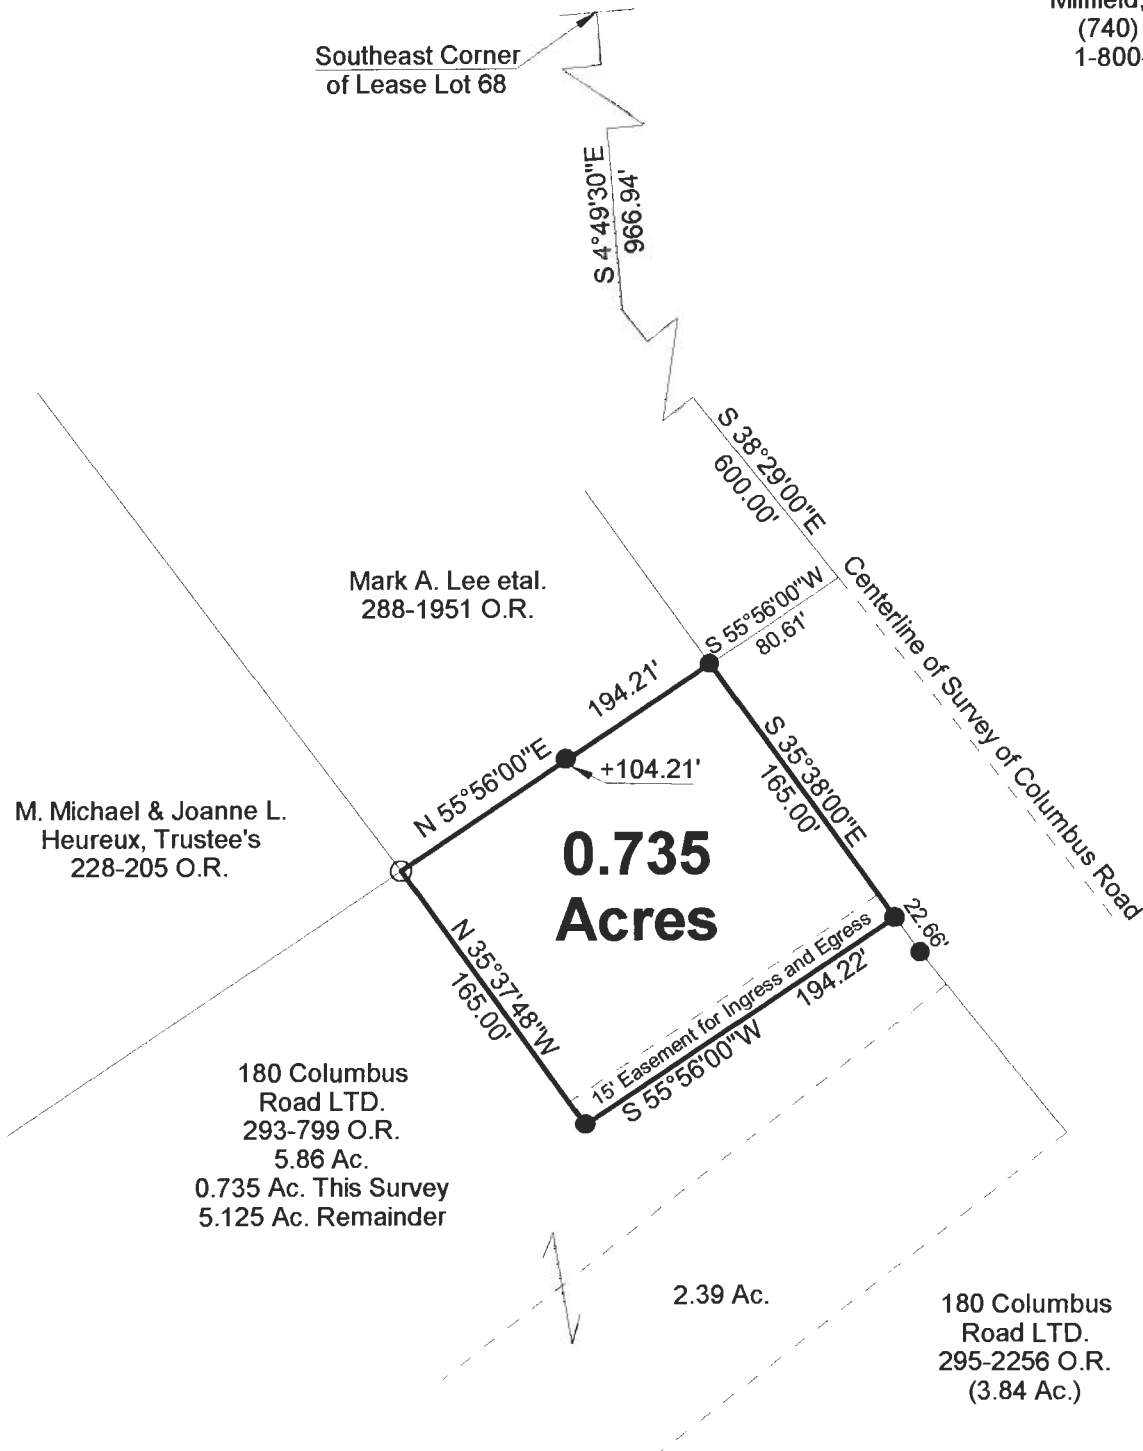 Millfield,
(740)
1-800-
Southeast Corner
of Lease Lot 68
S 4°49'30"E
966.94'
S 38°29'00"E
600.00'
Centerline of Survey of Columbus Road
S 55°56'00"W
80.61'
Mark A. Lee etal.
288-1951 O.R.
194.21'
N 55°56'00"E
+104.21'
S 35°38'00"E
165.00'
M. Michael & Joanne L.
Heureux, Trustee's
228-205 O.R.
0.735
Acres
22.66'
N 35°37'48"W
165.00'
15' Easement for Ingress and Egress
194.22'
S 55°56'00"W
180 Columbus
Road LTD.
293-799 O.R.
5.86 Ac.
0.735 Ac. This Survey
5.125 Ac. Remainder
2.39 Ac.
180 Columbus
Road LTD.
295-2256 O.R.
(3.84 Ac.)